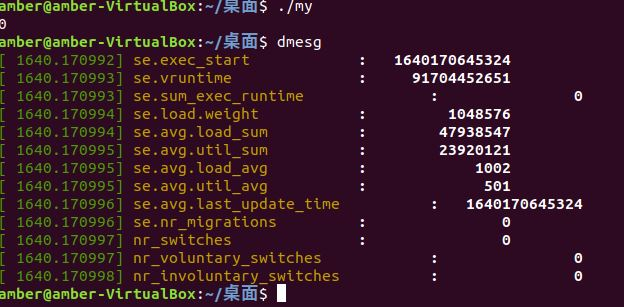 amber@amber-VirtualBox:~/桌面$ ./my
0
amber@amber-VirtualBox:~/桌面$ dmesg
[ 1640.170992] se.exec_start : 1640170645324
[ 1640.170993] se.vruntime : 91704452651
[ 1640.170993] se.sum_exec_runtime : 0
[ 1640.170994] se.load.weight : 1048576
[ 1640.170994] se.avg.load_sum : 47938547
[ 1640.170995] se.avg.util_sum : 23920121
[ 1640.170995] se.avg.load_avg : 1002
[ 1640.170995] se.avg.util_avg : 501
[ 1640.170996] se.avg.last_update_time : 1640170645324
[ 1640.170996] se.nr_migrations : 0
[ 1640.170997] nr_switches : 0
[ 1640.170997] nr_voluntary_switches : 0
[ 1640.170998] nr_involuntary_switches : 0
amber@amber-VirtualBox:~/桌面$